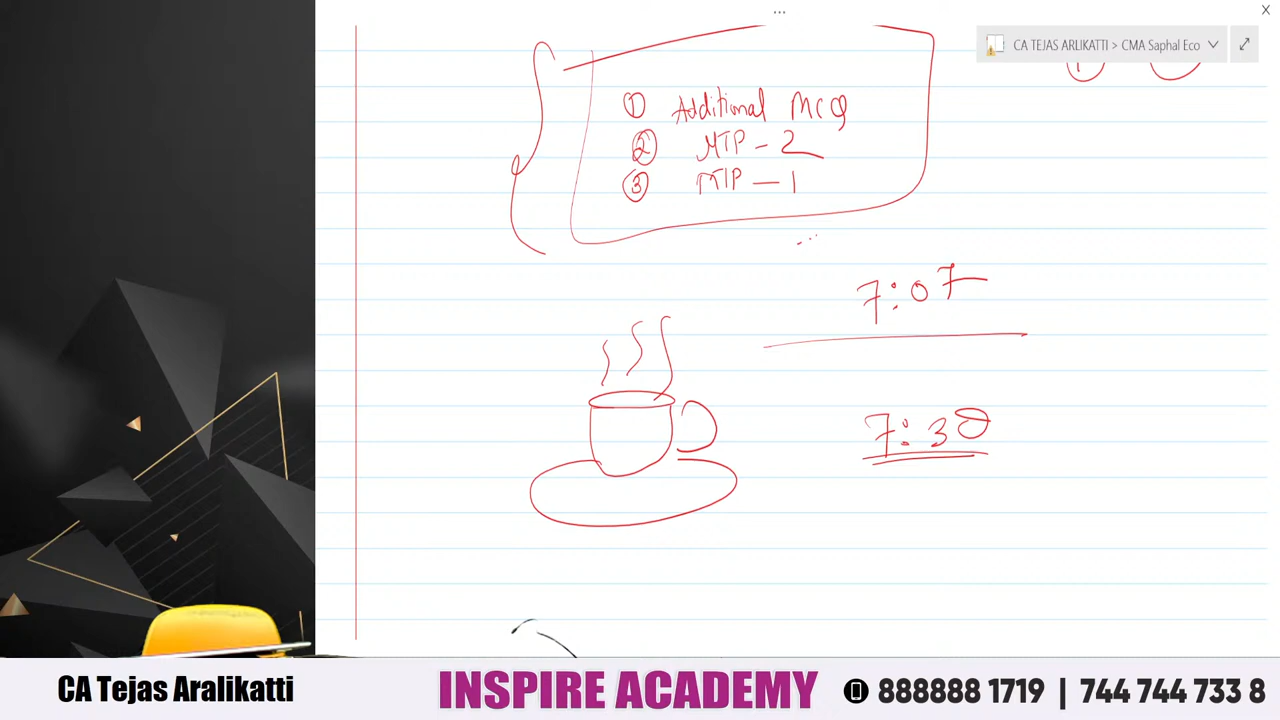 CA TEJAS ARLIKATTI > CMA Saphal Eco
① Additional MCQ
② MTP - 2
③ MTP — 1
7:07
7:30
CA Tejas Aralikatti
INSPIRE ACADEMY
888888 1719 | 744 744 733 8